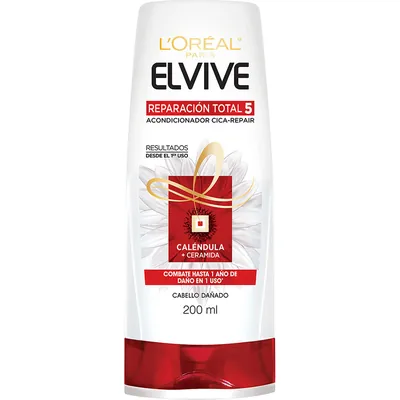 L'ORÉAL
PARIS
ELVIVE
REPARACIÓN TOTAL 5
ACONDICIONADOR CICA-REPAIR
RESULTADOS
DESDE EL 1ER USO
CALÉNDULA
+ CERAMIDA
COMBATE HASTA 1 AÑO DE
DAÑO EN 1 USO*
CABELLO DAÑADO
200 ml